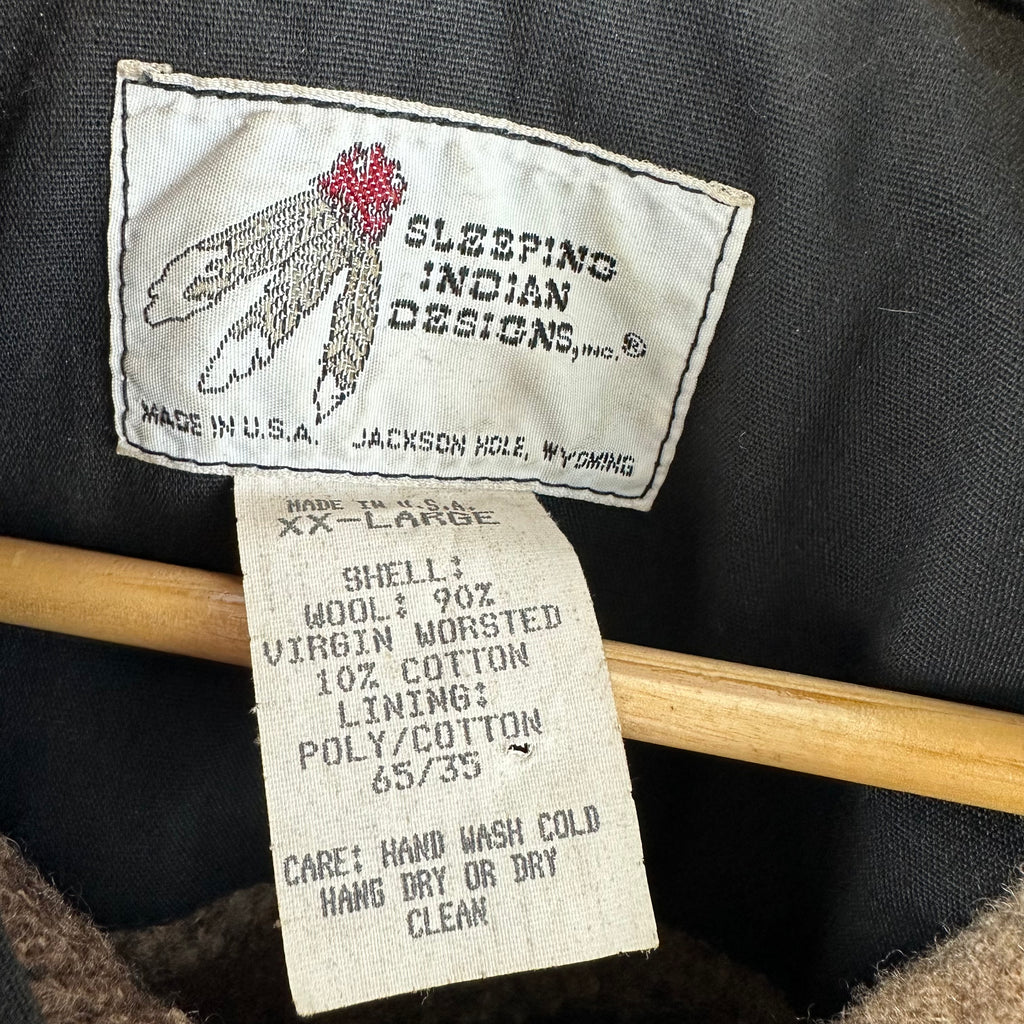 SLEEPING
INDIAN
DESIGNS, INC.®
MADE IN U.S.A. JACKSON HOLE, WYOMING
MADE IN U.S.A.
XX-LARGE
SHELL:
WOOL: 90%
VIRGIN WORSTED
10% COTTON
LINING:
POLY/COTTON
65/35
CARE: HAND WASH COLD
HANG DRY OR DRY
CLEAN